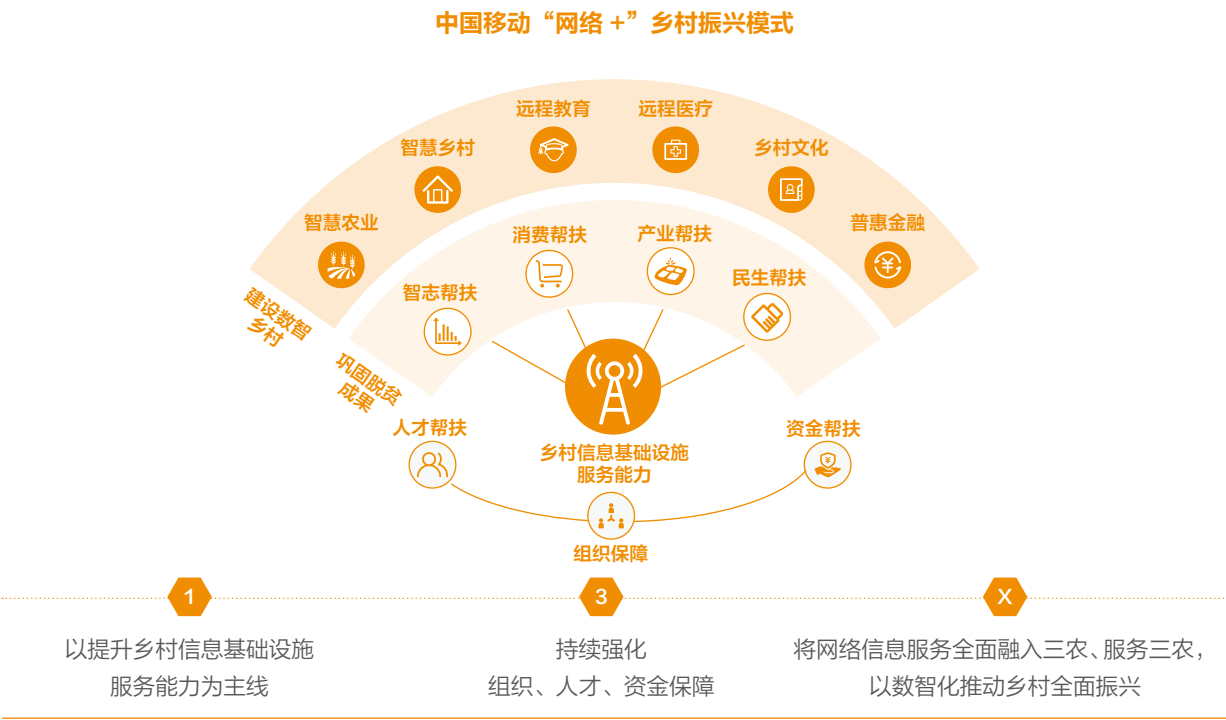 中国移动“网络 +”乡村振兴模式
远程教育
远程医疗
智慧乡村
乡村文化
智慧农业
普惠金融
消费帮扶
产业帮扶
智志帮扶
民生帮扶
建设数智
乡村
巩固脱贫
成果
人才帮扶
资金帮扶
乡村信息基础设施
服务能力
组织保障
1
以提升乡村信息基础设施
服务能力为主线
3
持续强化
组织、人才、资金保障
X
将网络信息服务全面融入三农、服务三农，
以数智化推动乡村全面振兴